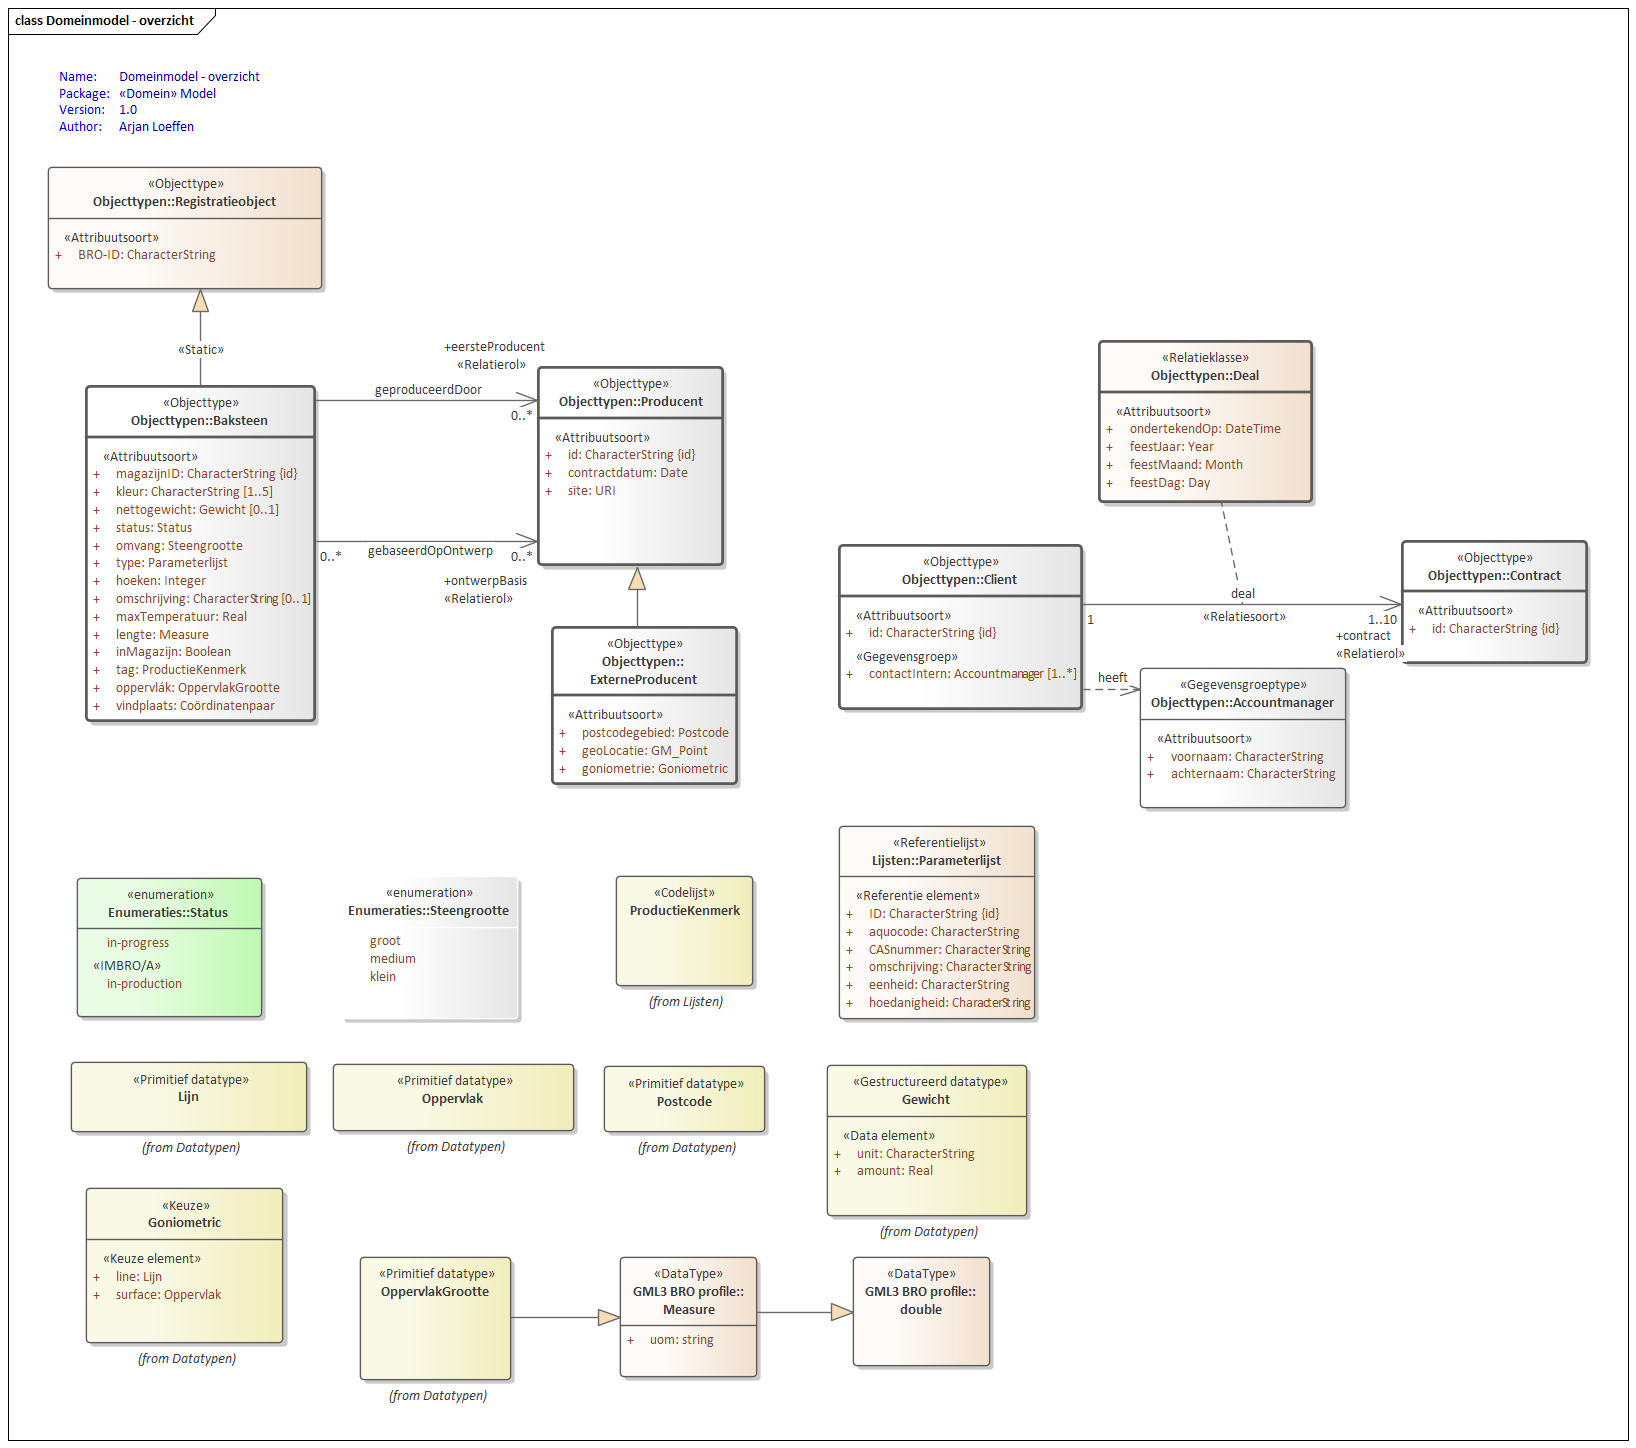 class Domeinmodel - overzicht
Name: Domeinmodel - overzicht
Package: «Domein» Model
Version: 1.0
Author: Arjan Loeffen
«Objecttype»
Objecttypen::Registratieobject
«Attribuutsoort»
+ BRO-ID: CharacterString
«Static»
«Objecttype»
Objecttypen::Baksteen
«Attribuutsoort»
+ magazijnID: CharacterString {id}
+ kleur: CharacterString [1..5]
+ nettogewicht: Gewicht [0..1]
+ status: Status
+ omvang: Steengrootte
+ type: Parameterlijst
+ hoeken: Integer
+ omschrijving: CharacterString [0..1]
+ maxTemperatuur: Real
+ lengte: Measure
+ inMagazijn: Boolean
+ tag: ProductieKenmerk
+ oppervlák: OppervlakGrootte
+ vindplaats: Coördinatenpaar
+eersteProducent
«Relatierol»
geproduceerdDoor
0..*
0..*
gebaseerdOpOntwerp
0..*
+ontwerpBasis
«Relatierol»
«Objecttype»
Objecttypen::Producent
«Attribuutsoort»
+ id: CharacterString {id}
+ contractdatum: Date
+ site: URI
«Objecttype»
Objecttypen::
ExterneProducent
«Attribuutsoort»
+ postcodegebied: Postcode
+ geoLocatie: GM_Point
+ goniometrie: Goniometric
«Relatieklasse»
Objecttypen::Deal
«Attribuutsoort»
+ ondertekendOp: DateTime
+ feestJaar: Year
+ feestMaand: Month
+ feestDag: Day
«Objecttype»
Objecttypen::Client
«Attribuutsoort»
+ id: CharacterString {id}
«Gegevensgroep»
+ contactIntern: Accountmanager [1..*]
deal
1
«Relatiesoort»
1..10
+contract
«Relatierol»
«Objecttype»
Objecttypen::Contract
«Attribuutsoort»
+ id: CharacterString {id}
heeft
«Gegevensgroeptype»
Objecttypen::Accountmanager
«Attribuutsoort»
+ voornaam: CharacterString
+ achternaam: CharacterString
«enumeration»
Enumeraties::Status
in-progress
«IMBRO/A»
in-production
«enumeration»
Enumeraties::Steengrootte
groot
medium
klein
«Codelijst»
ProductieKenmerk
(from Lijsten)
«Referentielijst»
Lijsten::Parameterlijst
«Referentie element»
+ ID: CharacterString {id}
+ aquocode: CharacterString
+ CASnummer: CharacterString
+ omschrijving: CharacterString
+ eenheid: CharacterString
+ hoedanigheid: CharacterString
«Primitief datatype»
Lijn
(from Datatypen)
«Primitief datatype»
Oppervlak
(from Datatypen)
«Primitief datatype»
Postcode
(from Datatypen)
«Gestructureerd datatype»
Gewicht
«Data element»
+ unit: CharacterString
+ amount: Real
(from Datatypen)
«Keuze»
Goniometric
«Keuze element»
+ line: Lijn
+ surface: Oppervlak
(from Datatypen)
«Primitief datatype»
OppervlakGrootte
(from Datatypen)
«DataType»
GML3 BRO profile::
Measure
+ uom: string
«DataType»
GML3 BRO profile::
double